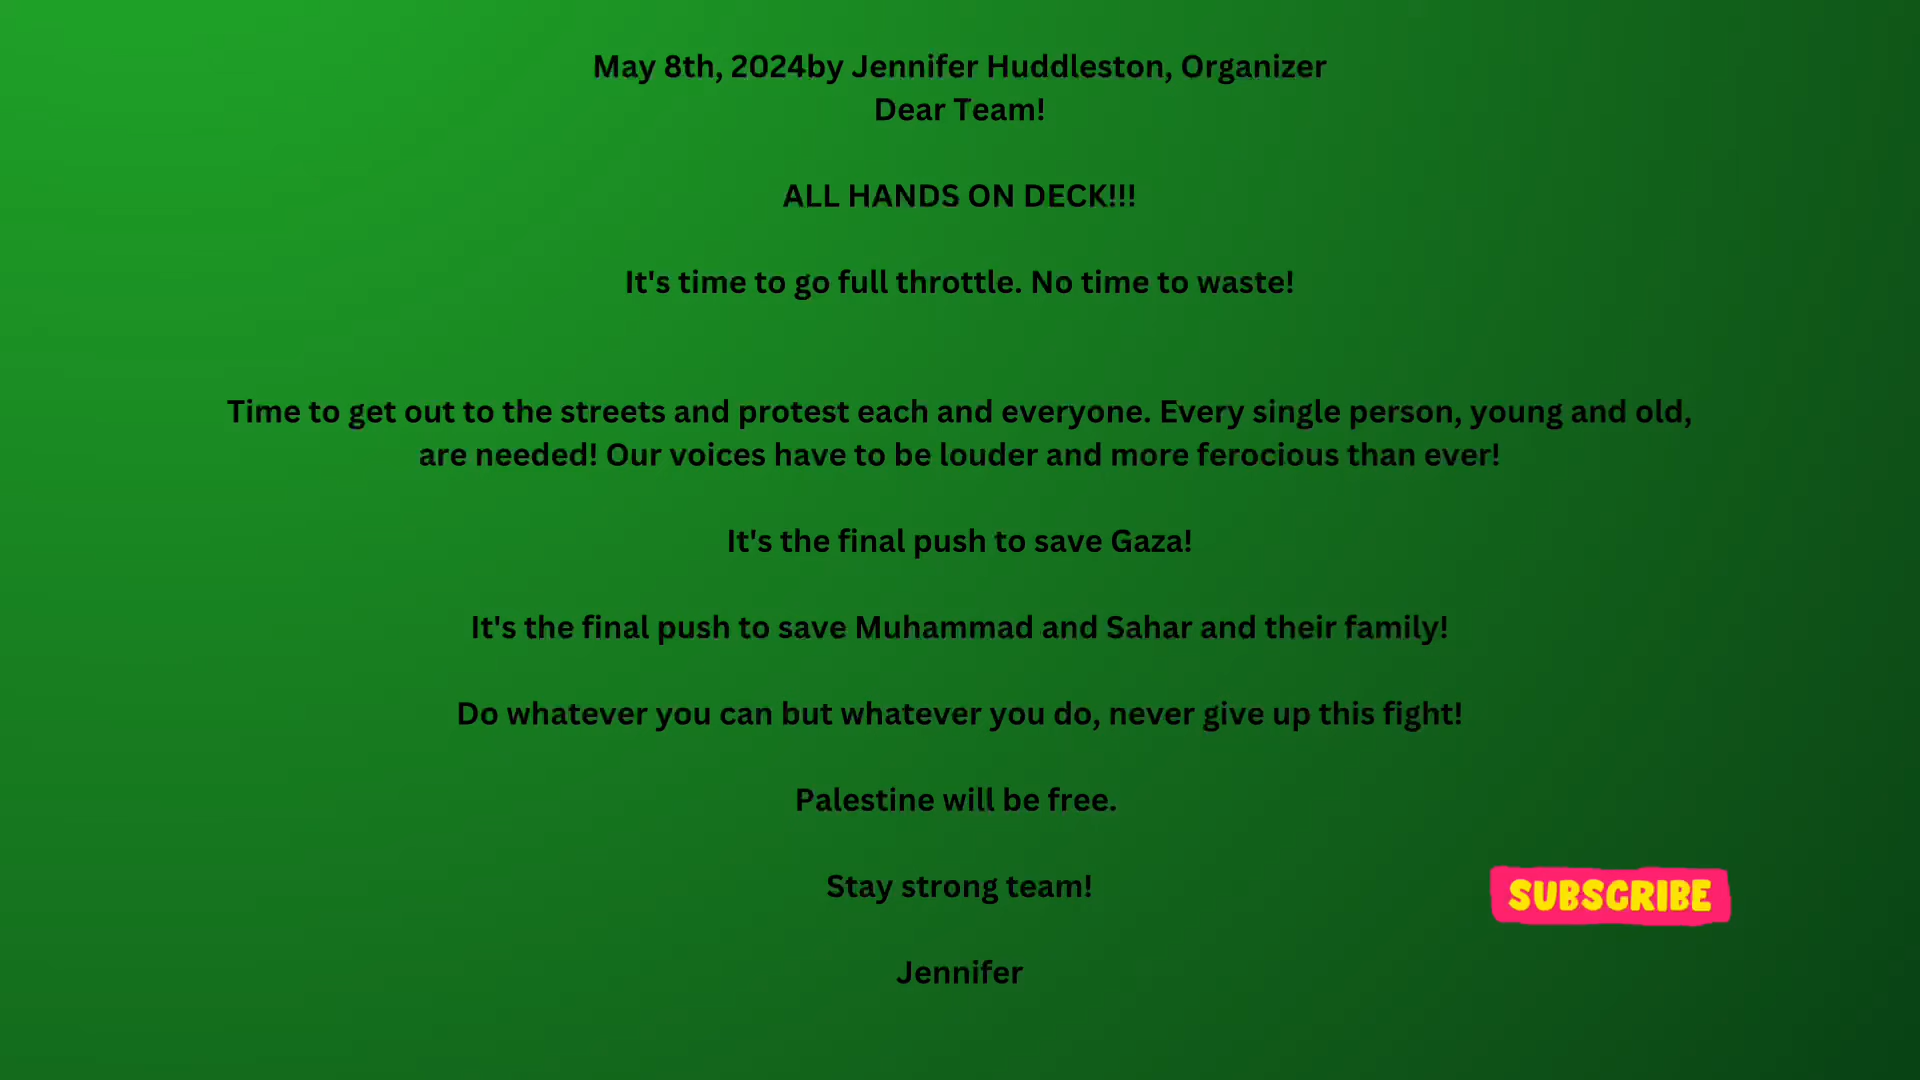 May 8th, 2024by Jennifer Huddleston, Organizer
Dear Team!
ALL HANDS ON DECK!!!
It's time to go full throttle. No time to waste!
Time to get out to the streets and protest each and everyone. Every single person, young and old,
are needed! Our voices have to be louder and more ferocious than ever!
It's the final push to save Gaza!
It's the final push to save Muhammad and Sahar and their family!
Do whatever you can but whatever you do, never give up this fight!
Palestine will be free.
Stay strong team!
SUBSCRIBE
Jennifer